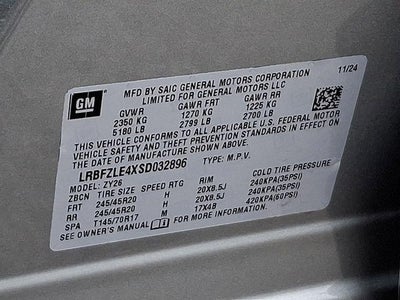 GM
MFD BY SAIC GENERAL MOTORS CORPORATION
LIMITED FOR GENERAL MOTORS LLC
11/24
GVWR GAWR FRT GAWR RR
2350 KG 1270 KG 1225 KG
5180 LB 2799 LB 2700 LB
THIS VEHICLE CONFORMS TO ALL APPLICABLE U.S. FEDERAL MOTOR
VEHICLE SAFETY AND THEFT PREVENTION STANDARDS IN EFFECT ON
THE DATE OF MANUFACTURE SHOWN ABOVE.
LRBFZLE4XSD032896 TYPE: M.P.V.
MODEL: ZY26
ZBCN TIRE SIZE SPEED RTG RIM COLD TIRE PRESSURE
FRT 245/45R20 H 20X8.5J 240KPA(35PSI)
RR 245/45R20 H 20X8.5J 240KPA(35PSI)
SPA T145/70R17 M 17X4B 420KPA(60PSI)
SEE OWNER'S MANUAL FOR MORE INFORMATION.